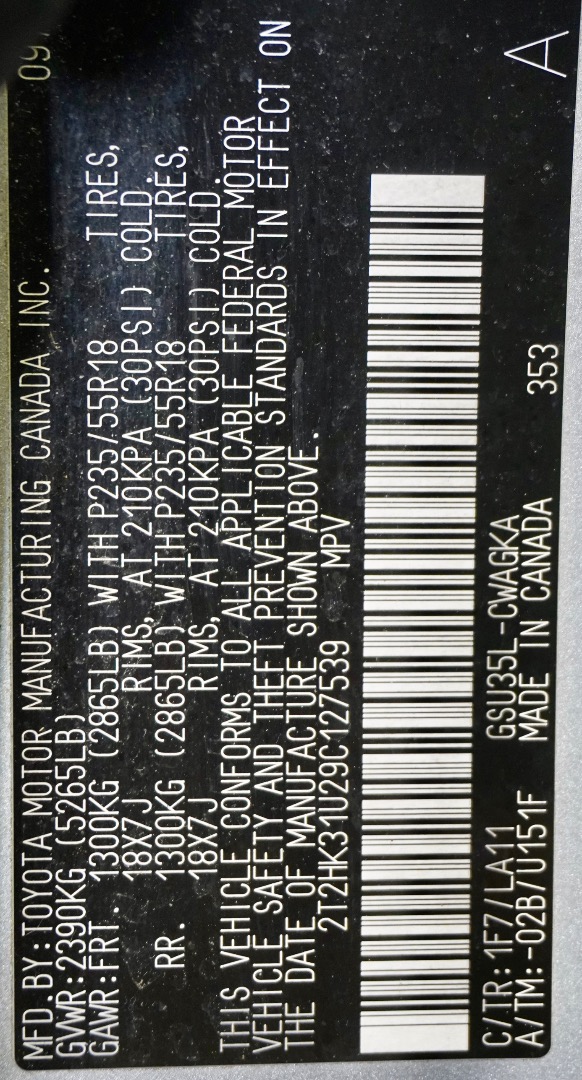 MFD.BY:TOYOTA MOTOR MANUFACTURING CANADA INC.
GVWR:2390KG (5265LB)
GAWR:FRT. 1300KG (2865LB) WITH P235/55R18 TIRES,
18X7J RIMS, AT 210KPA (30PSI) COLD.
RR. 1300KG (2865LB) WITH P235/55R18 TIRES,
18X7J RIMS, AT 210KPA (30PSI) COLD.
THIS VEHICLE CONFORMS TO ALL APPLICABLE FEDERAL MOTOR
VEHICLE SAFETY AND THEFT PREVENTION STANDARDS IN EFFECT ON
THE DATE OF MANUFACTURE SHOWN ABOVE.
2T2HK31U29C127539 MPV
C/TR:1F7/LA11 GSU35L-CWAGKA
A/TM:-02B/U151F MADE IN CANADA 353 A